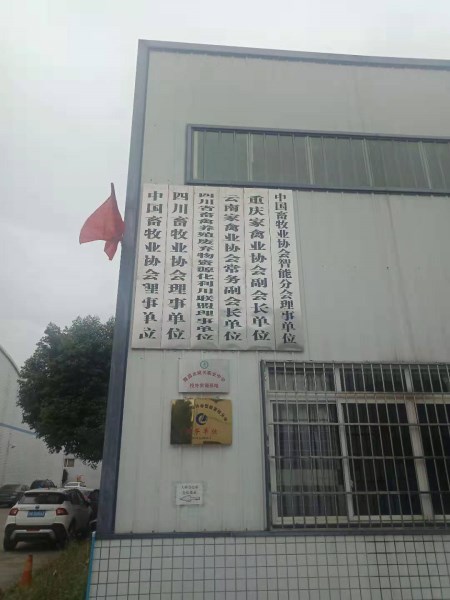 中国畜牧业协会理事单位
四川畜牧业协会理事单位
四川省畜禽养殖废弃物资源化利用联盟理事单位
云南家禽业协会常务副会长单位
重庆家禽业协会副会长单位
中国畜牧业协会智能分会理事单位